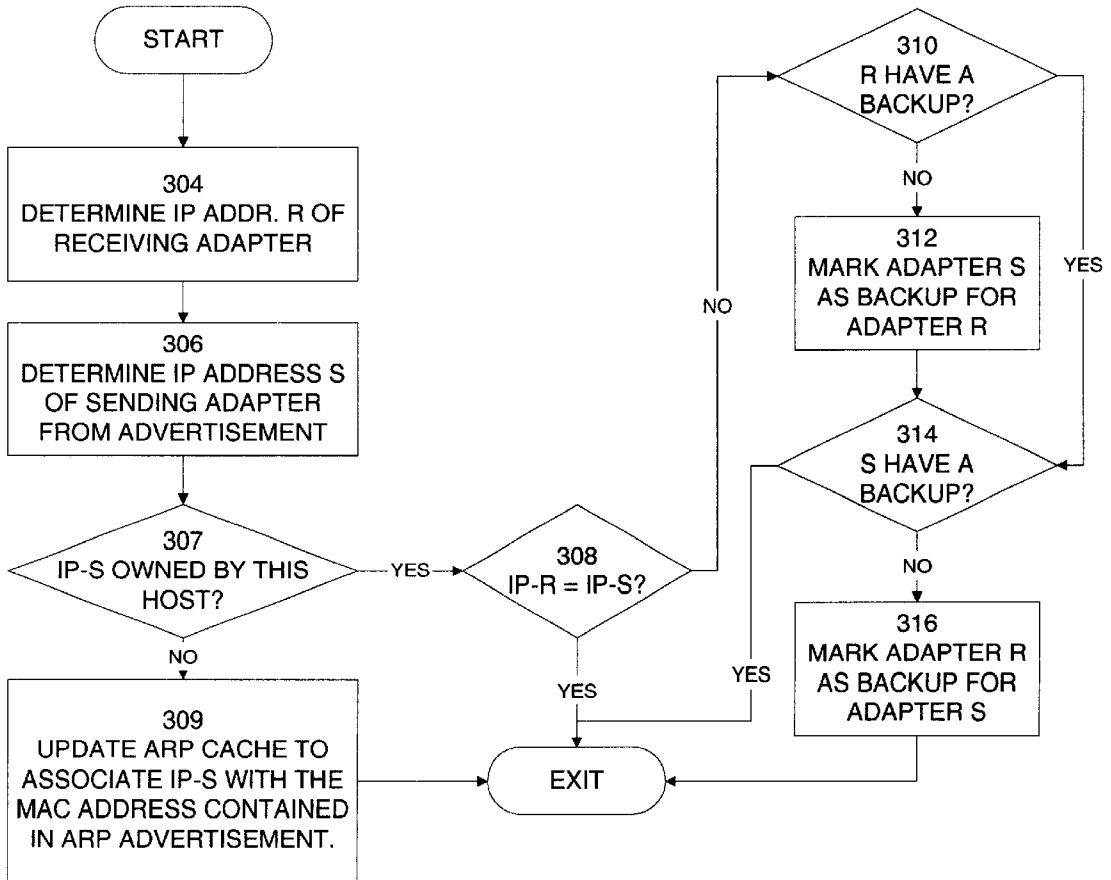 START
304
DETERMINE IP ADDR. R OF
RECEIVING ADAPTER
306
DETERMINE IP ADDRESS S
OF SENDING ADAPTER
FROM ADVERTISEMENT
307
IP-S OWNED BY THIS
HOST?
YES
NO
309
UPDATE ARP CACHE TO
ASSOCIATE IP-S WITH THE
MAC ADDRESS CONTAINED
IN ARP ADVERTISEMENT.
308
IP-R = IP-S?
NO
YES
310
R HAVE A
BACKUP?
NO
YES
312
MARK ADAPTER S
AS BACKUP FOR
ADAPTER R
314
S HAVE A
BACKUP?
YES
NO
316
MARK ADAPTER R
AS BACKUP FOR
ADAPTER S
EXIT